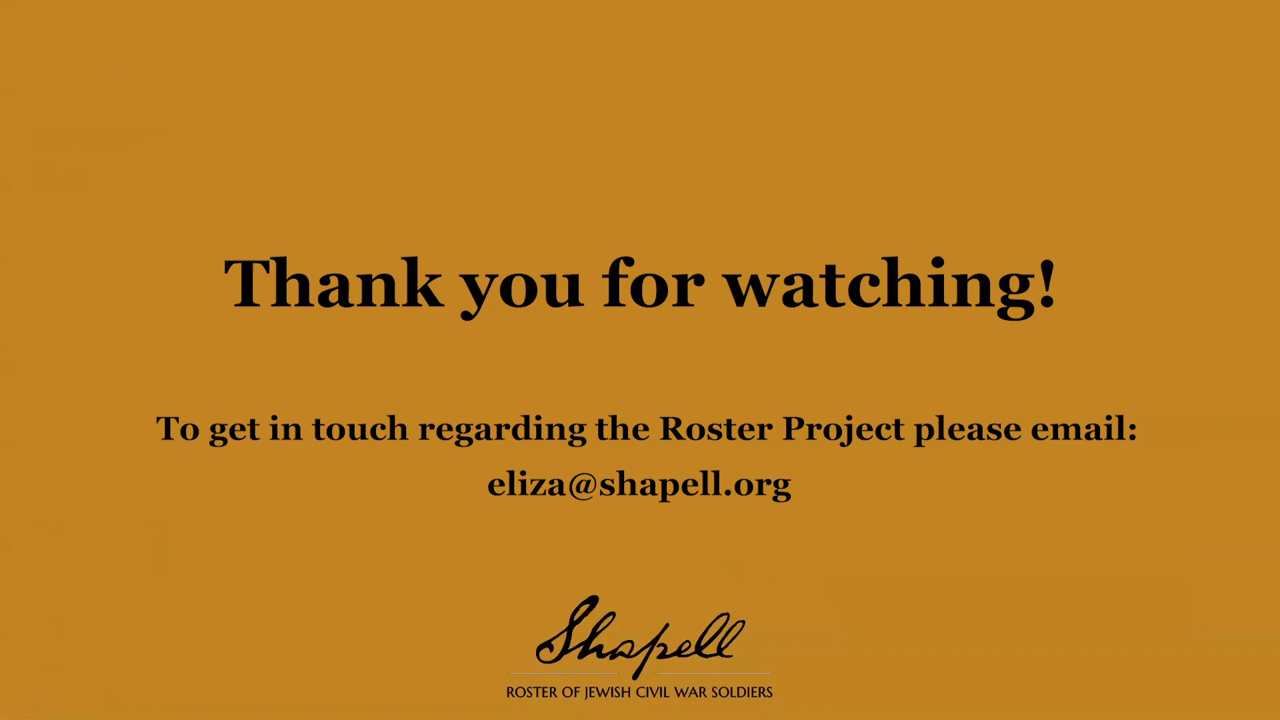 Thank you for watching!
To get in touch regarding the Roster Project please email:
eliza@shapell.org
Shapell
ROSTER OF JEWISH CIVIL WAR SOLDIERS